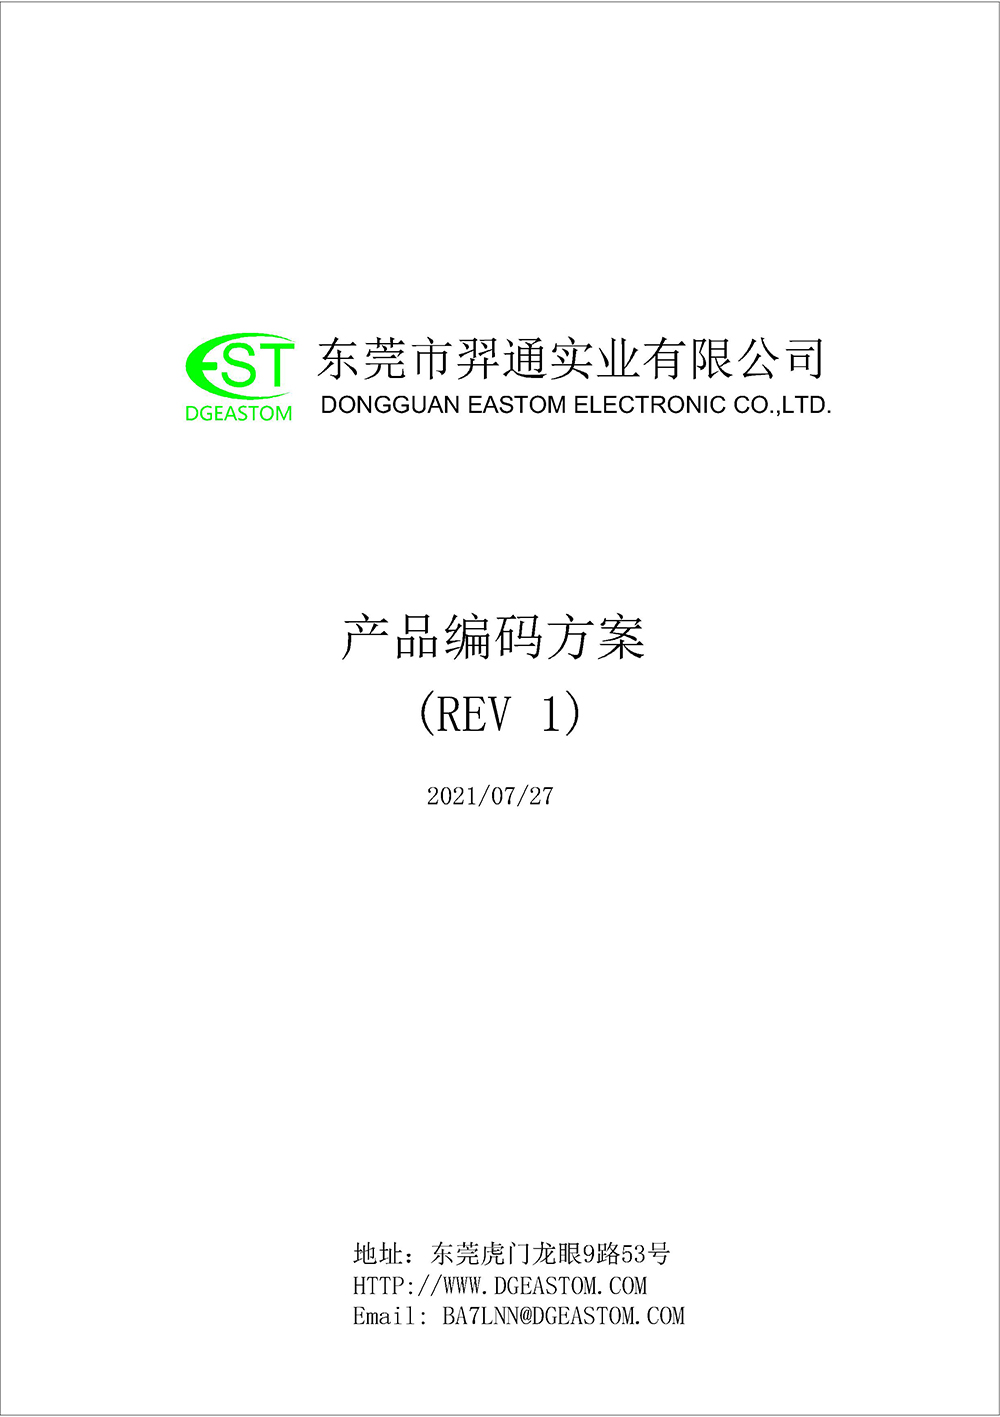 EST
DGEASTOM
东莞市羿通实业有限公司
DONGGUAN EASTOM ELECTRONIC CO.,LTD.
产品编码方案
(REV 1)
2021/07/27
地址：东莞虎门龙眼9路53号
HTTP://WWW.DGEASTOM.COM
Email: BA7LNN@DGEASTOM.COM